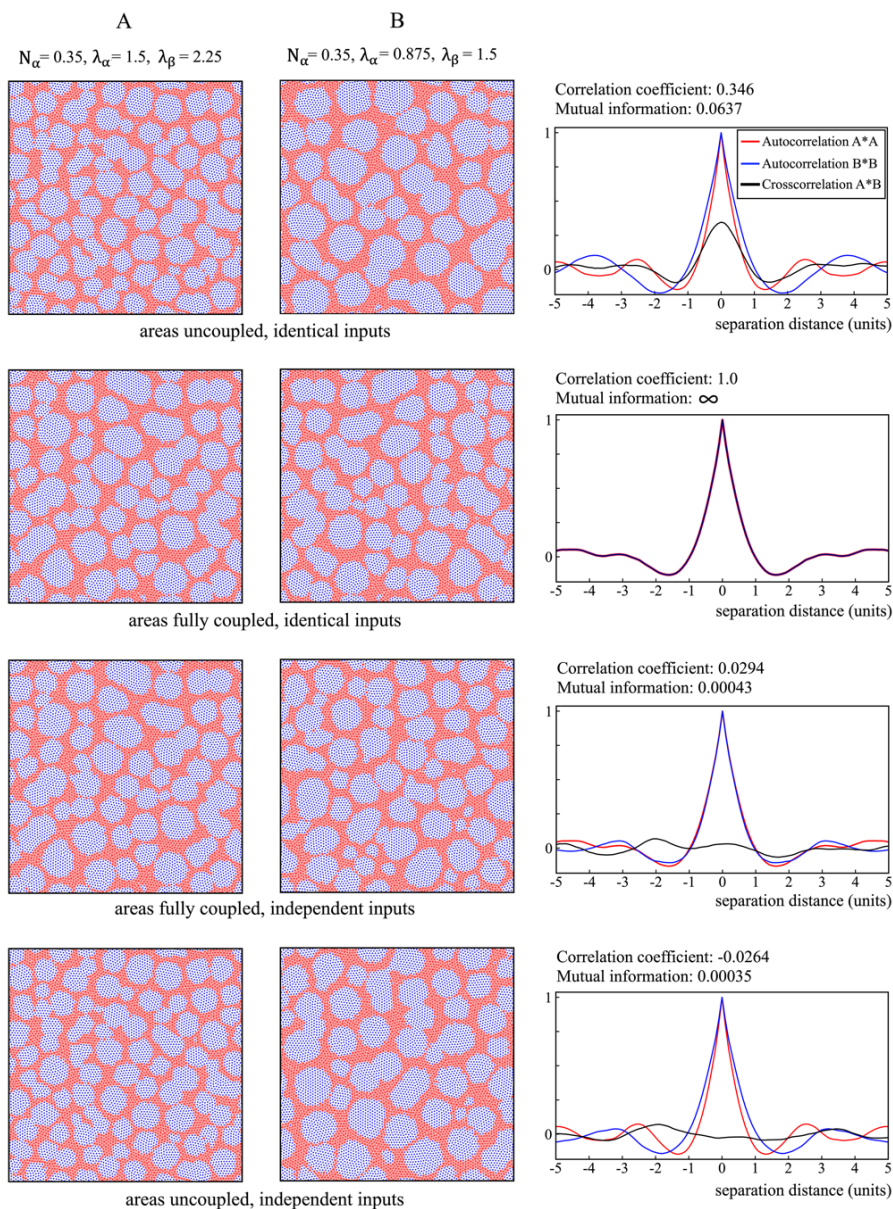 A
B
Nα= 0.35, λα= 1.5, λβ= 2.25
Nα= 0.35, λα= 0.875, λβ= 1.5
Correlation coefficient: 0.346
Mutual information: 0.0637
1
0
Autocorrelation A*A
Autocorrelation B*B
Crosscorrelation A*B
-5 -4 -3 -2 -1 0 1 2 3 4 5
separation distance (units)
areas uncoupled, identical inputs
Correlation coefficient: 1.0
Mutual information: ∞
1
0
-5 -4 -3 -2 -1 0 1 2 3 4 5
separation distance (units)
areas fully coupled, identical inputs
Correlation coefficient: 0.0294
Mutual information: 0.00043
1
0
-5 -4 -3 -2 -1 0 1 2 3 4 5
separation distance (units)
areas fully coupled, independent inputs
Correlation coefficient: -0.0264
Mutual information: 0.00035
1
0
-5 -4 -3 -2 -1 0 1 2 3 4 5
separation distance (units)
areas uncoupled, independent inputs